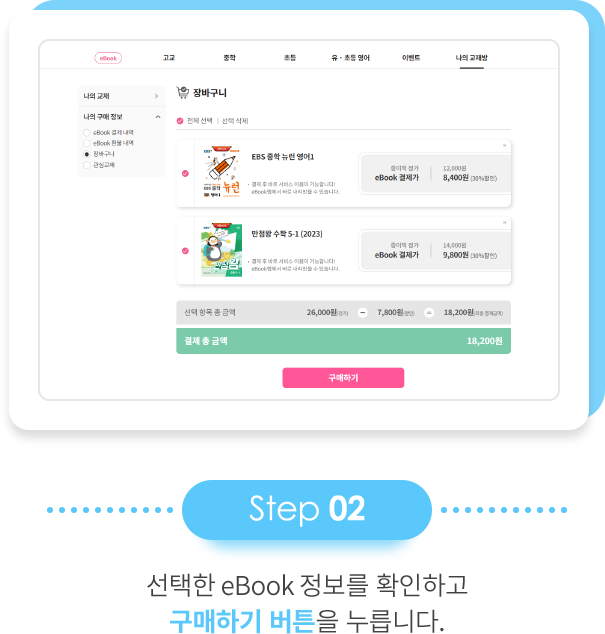 eBook 고교 중학 초등 유·초등 영어 이벤트 나의 교재방
나의 교재
나의 구매 정보
eBook 결제 내역
eBook 환불 내역
장바구니
관심교재
장바구니
전체 선택 | 선택 삭제
EBS 중학 뉴런 영어1
· 결제 후 바로 서비스 이용이 가능합니다!
eBook앱에서 바로 내려받을 수 있습니다.
종이책 정가 12,000원
eBook 결제가 8,400원 (30%할인)
EBS 중학
뉴런
영어1
만점왕 수학 5-1 (2023)
· 결제 후 바로 서비스 이용이 가능합니다!
eBook앱에서 바로 내려받을 수 있습니다.
종이책 정가 14,000원
eBook 결제가 9,800원 (30%할인)
선택 항목 총 금액 26,000원(정가) − 7,800원(할인) = 18,200원(최종 결제금액)
결제 총 금액 18,200원
구매하기
Step 02
선택한 eBook 정보를 확인하고
구매하기 버튼을 누릅니다.